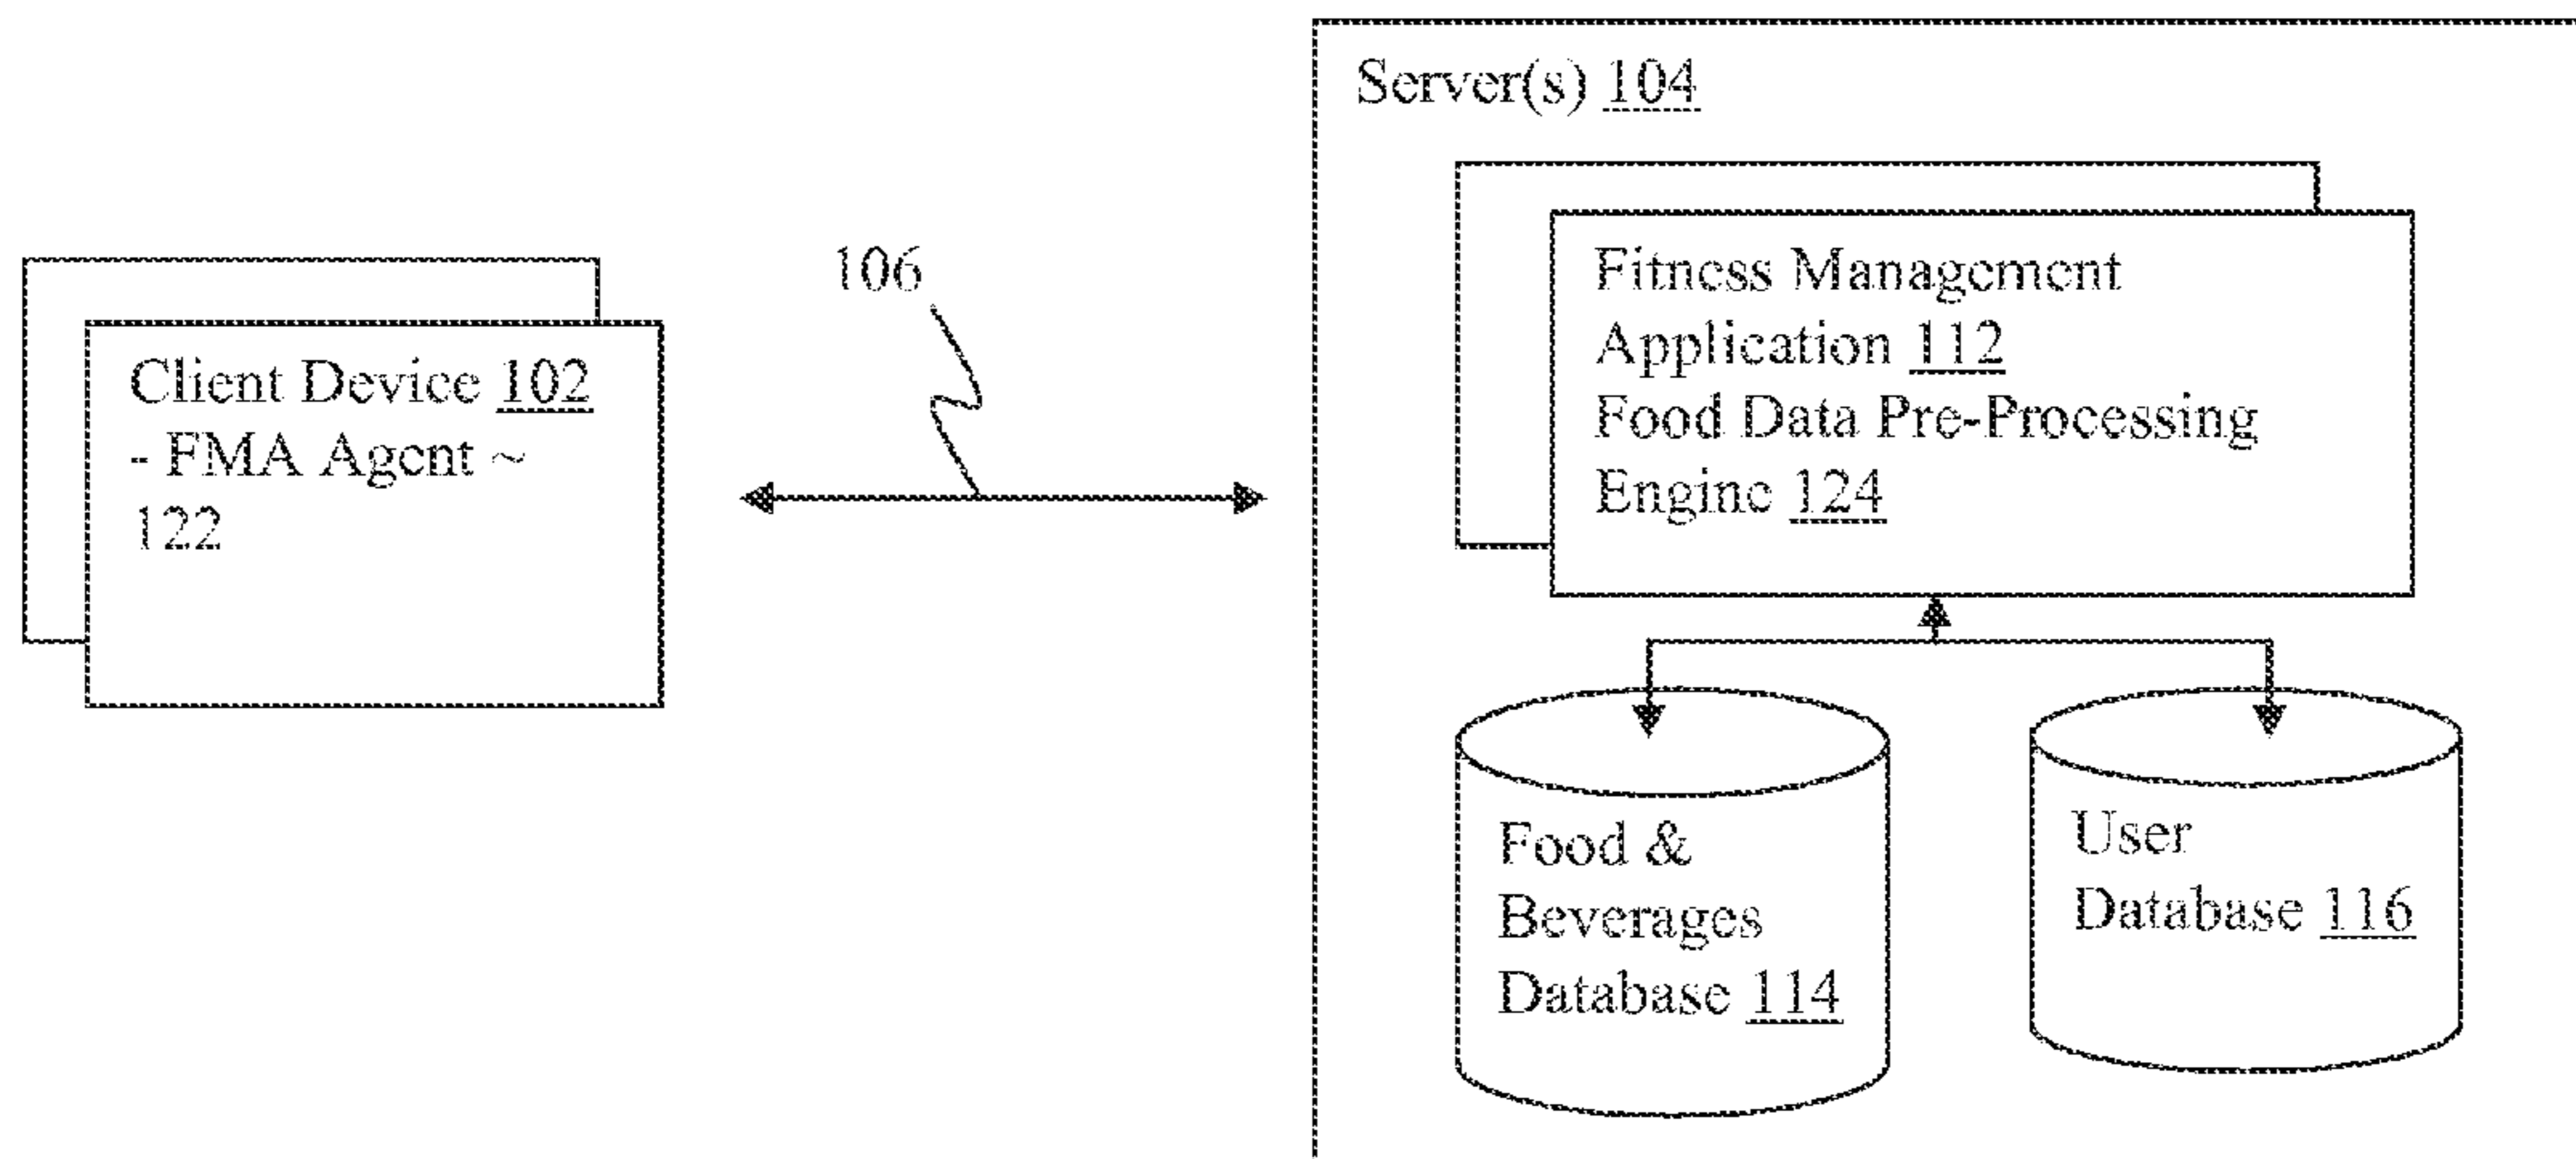 Server(s) 104
106
Client Device 102
- FMA Agent ~
122
Fitness Management
Application 112
Food Data Pre-Processing
Engine 124
Food &
Beverages
Database 114
User
Database 116